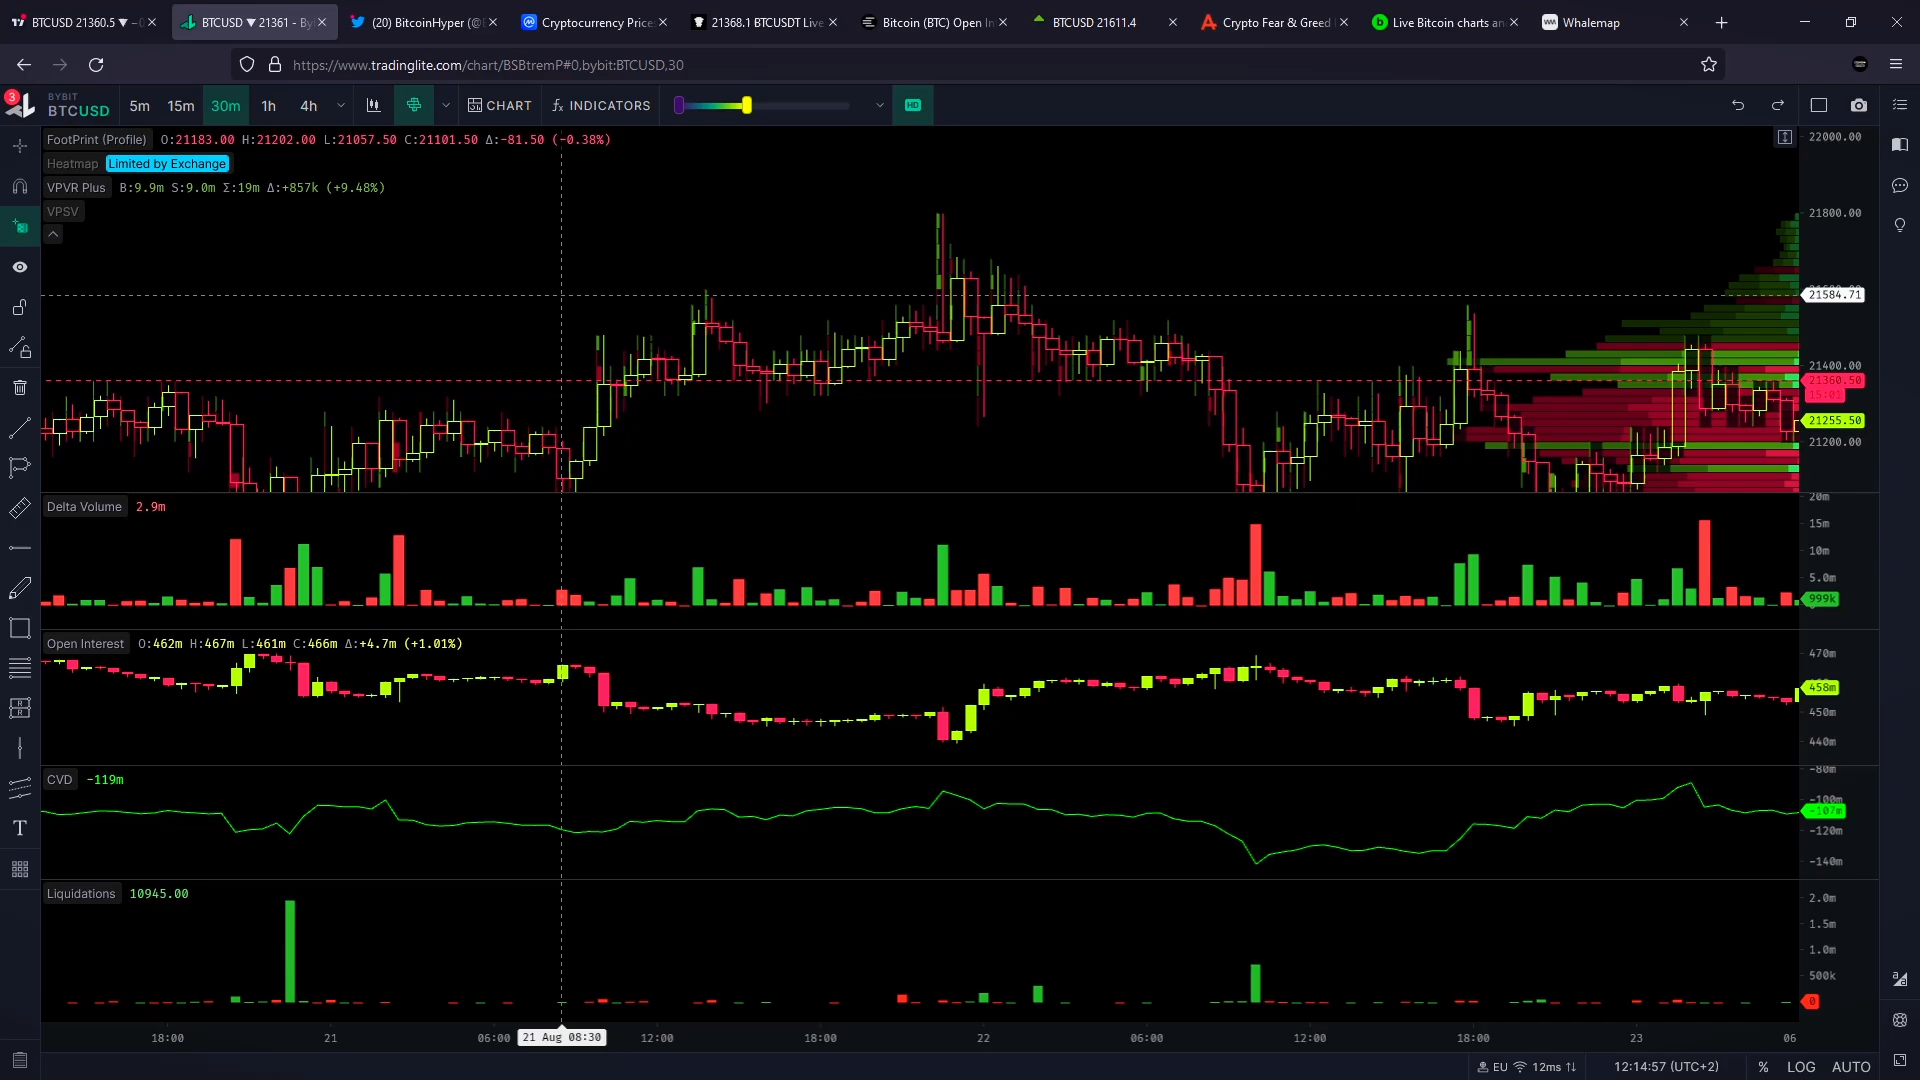 BTCUSD 21360.5 ▼ −0
BTCUSD ▼ 21361 - By
(20) BitcoinHyper (@
Cryptocurrency Price
21368.1 BTCUSDT Live
Bitcoin (BTC) Open In
BTCUSD 21611.4
Crypto Fear & Greed
Live Bitcoin charts an
Whalemap
https://www.tradinglite.com/chart/BSBtremP#0,bybit:BTCUSD,30
3
BYBIT
BTCUSD
5m 15m 30m 1h 4h CHART fx INDICATORS HD
FootPrint (Profile) O:21183.00 H:21202.00 L:21057.50 C:21101.50 Δ:−81.50 (−0.38%)
Heatmap Limited by Exchange
VPVR Plus B:9.9m S:9.0m Σ:19m Δ:+857k (+9.48%)
VPSV
22000.00
21800.00
21584.71
21400.00
21360.50
15:01
21255.50
21200.00
Delta Volume 2.9m
20m
15m
10m
5.0m
999k
Open Interest O:462m H:467m L:461m C:466m Δ:+4.7m (+1.01%)
470m
458m
450m
440m
CVD −119m
−80m
−100m
−107m
−120m
−140m
Liquidations 10945.00
2.0m
1.5m
1.0m
500k
0
18:00 21 06:00 21 Aug 08:30 12:00 18:00 22 06:00 12:00 18:00 23 06
EU 12ms 12:14:57 (UTC+2) % LOG AUTO